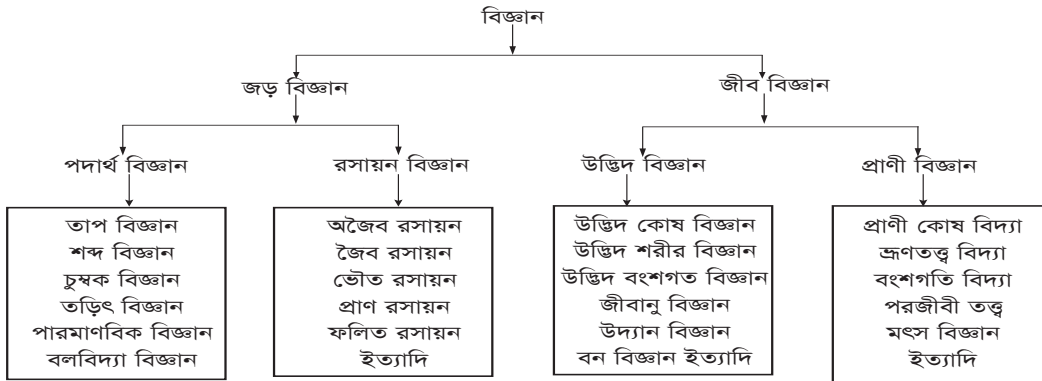 বিজ্ঞান
জড় বিজ্ঞান
জীব বিজ্ঞান
পদার্থ বিজ্ঞান
রসায়ন বিজ্ঞান
উদ্ভিদ বিজ্ঞান
প্রাণী বিজ্ঞান
তাপ বিজ্ঞান
শব্দ বিজ্ঞান
চুম্বক বিজ্ঞান
তড়িৎ বিজ্ঞান
পারমাণবিক বিজ্ঞান
বলবিদ্যা বিজ্ঞান
অজৈব রসায়ন
জৈব রসায়ন
ভৌত রসায়ন
প্রাণ রসায়ন
ফলিত রসায়ন
ইত্যাদি
উদ্ভিদ কোষ বিজ্ঞান
উদ্ভিদ শরীর বিজ্ঞান
উদ্ভিদ বংশগত বিজ্ঞান
জীবানু বিজ্ঞান
উদ্যান বিজ্ঞান
বন বিজ্ঞান ইত্যাদি
প্রাণী কোষ বিদ্যা
ভ্রূণতত্ত্ব বিদ্যা
বংশগতি বিদ্যা
পরজীবী তত্ত্ব
মৎস বিজ্ঞান
ইত্যাদি